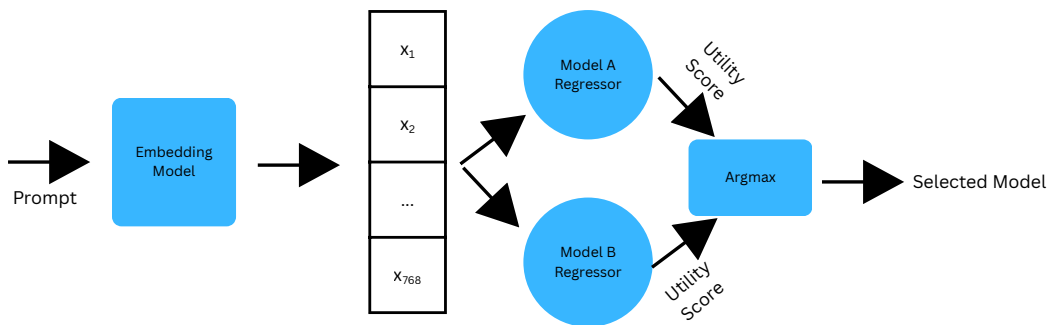 Prompt
Embedding
Model
x₁
x₂
...
x₇₆₈
Model A
Regressor
Model B
Regressor
Utility
Score
Utility
Score
Argmax
Selected Model